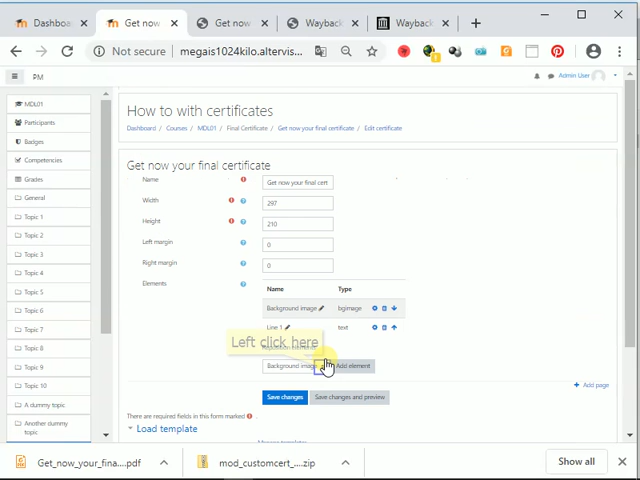 Dashboa
Get now
Get now
Wayback
Wayback
Not secure
megais1024kilo.altervis
PM
Admin User
MDL01
Participants
Badges
Competencies
Grades
General
Topic 1
Topic 2
Topic 3
Topic 4
Topic 5
Topic 6
Topic 7
Topic 8
Topic 9
Topic 10
A dummy topic
Another dummy
topic
How to with certificates
Dashboard / Courses / MDL01 / Final Certificate / Get now your final certificate / Edit certificate
Get now your final certificate
Name
Get now your final cert
Width
297
Height
210
Left margin
0
Right margin
0
Elements
Name Type
Background image bgimage
Line 1 text
Left click here
Background image Add element
Add page
Save changes Save changes and preview
There are required fields in this form marked
Load template
Get_now_your_fina....pdf
mod_customcert_....zip
Show all